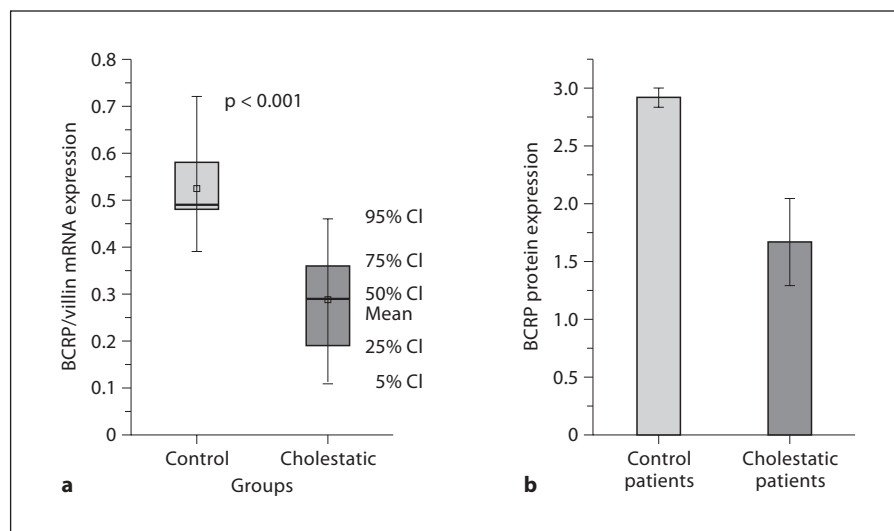 BCRP/villin mRNA expression
0.8
0.7
0.6
0.5
0.4
0.3
0.2
0.1
0
p < 0.001
95% CI
75% CI
50% CI
Mean
25% CI
5% CI
Control
Cholestatic
Groups
a
BCRP protein expression
3.0
2.5
2.0
1.5
1.0
0
Control
patients
Cholestatic
patients
b